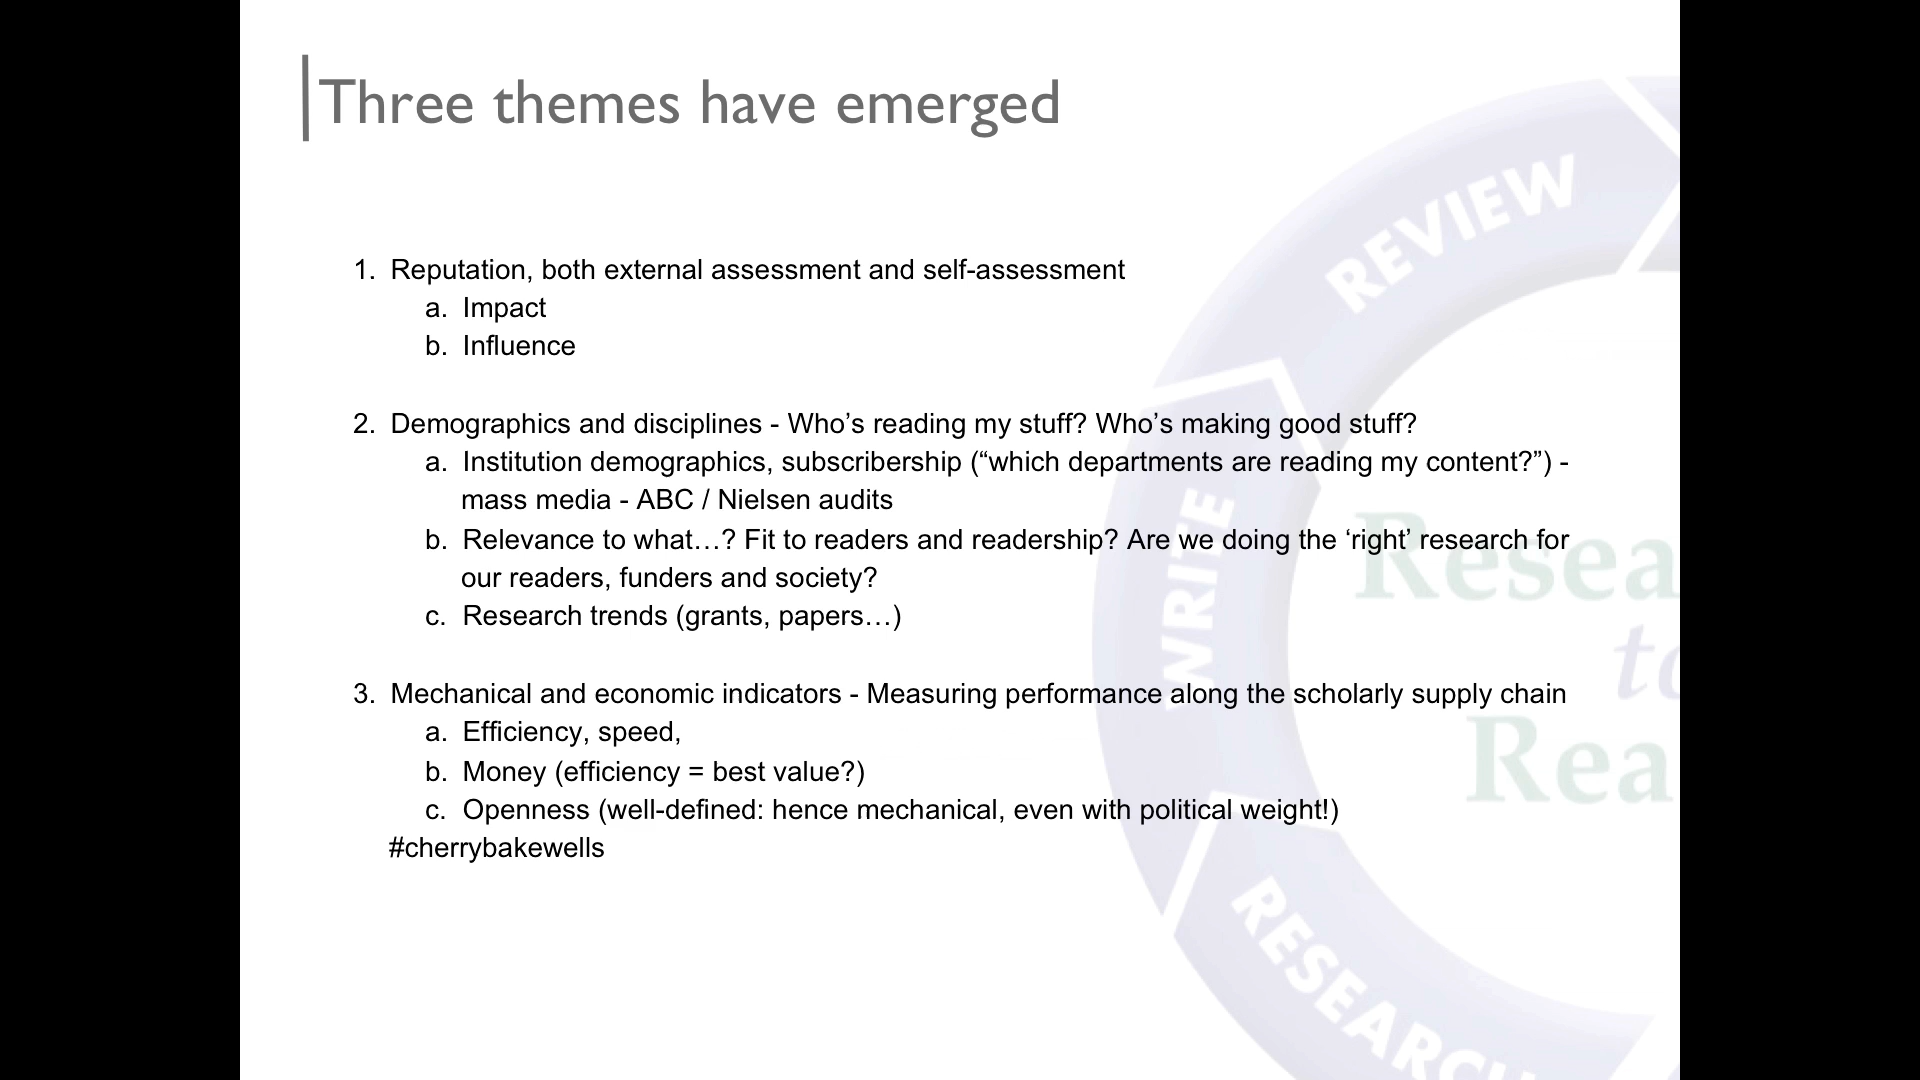 Three themes have emerged
1. Reputation, both external assessment and self-assessment
a. Impact
b. Influence
2. Demographics and disciplines - Who’s reading my stuff? Who’s making good stuff?
a. Institution demographics, subscribership (“which departments are reading my content?”) -
mass media - ABC / Nielsen audits
b. Relevance to what…? Fit to readers and readership? Are we doing the ‘right’ research for
our readers, funders and society?
c. Research trends (grants, papers…)
3. Mechanical and economic indicators - Measuring performance along the scholarly supply chain
a. Efficiency, speed,
b. Money (efficiency = best value?)
c. Openness (well-defined: hence mechanical, even with political weight!)
#cherrybakewells
REVIEW
WRITE
RESEARCH
Resea
to
Rea